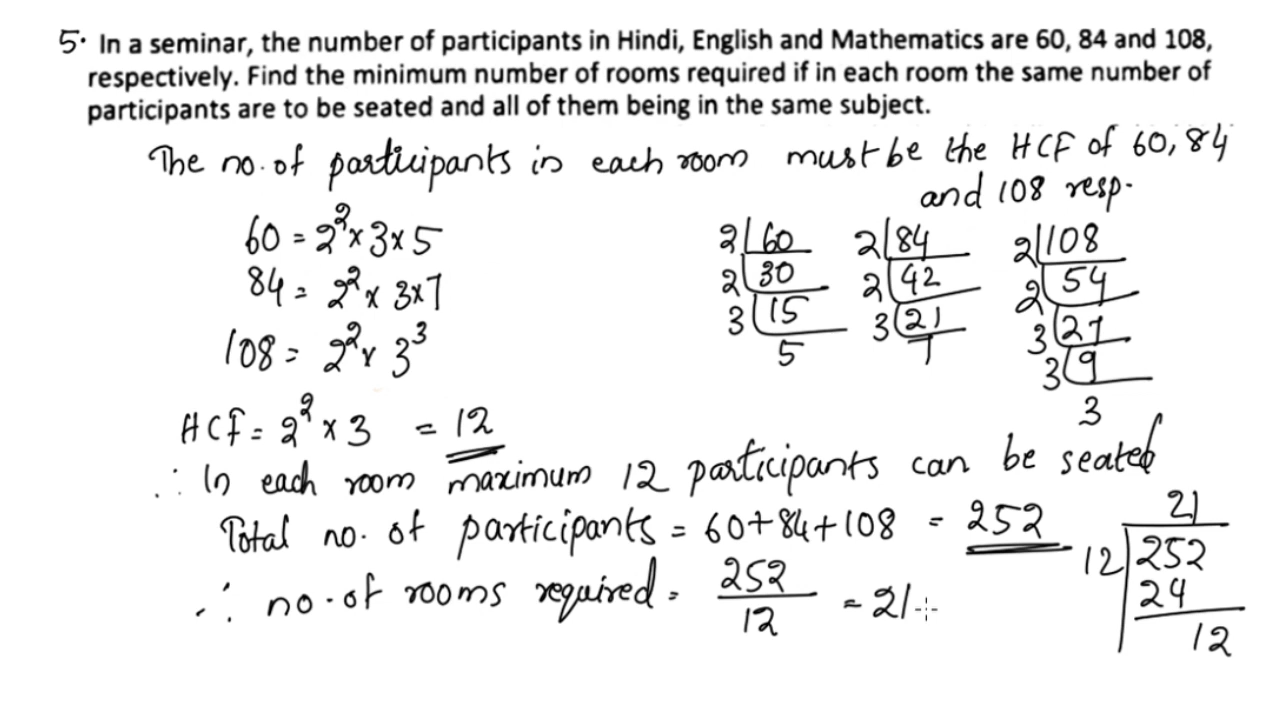 5. In a seminar, the number of participants in Hindi, English and Mathematics are 60, 84 and 108,
respectively. Find the minimum number of rooms required if in each room the same number of
participants are to be seated and all of them being in the same subject.
The no. of participants in each room must be the HCF of 60, 84
and 108 resp.
60 = 2² × 3 × 5
84 = 2² × 3×7
108 = 2² × 3³
2 | 60
2 | 30
3 | 15
5
2 | 84
2 | 42
3 | 21
7
2 | 108
2 | 54
3 | 27
3 | 9
3
HCF = 2² × 3 = 12
∴ In each room maximum 12 participants can be seated
Total no. of participants = 60+84+108 = 252
∴ no. of rooms required = 252/12 = 21
21
12 | 252
24
12